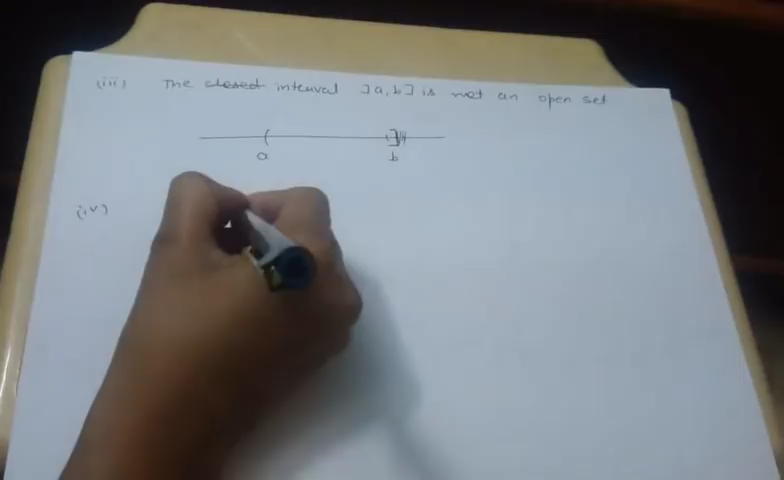 (iii) The closed interval ]a,b] is not an open set
( ]
a b
(iv)